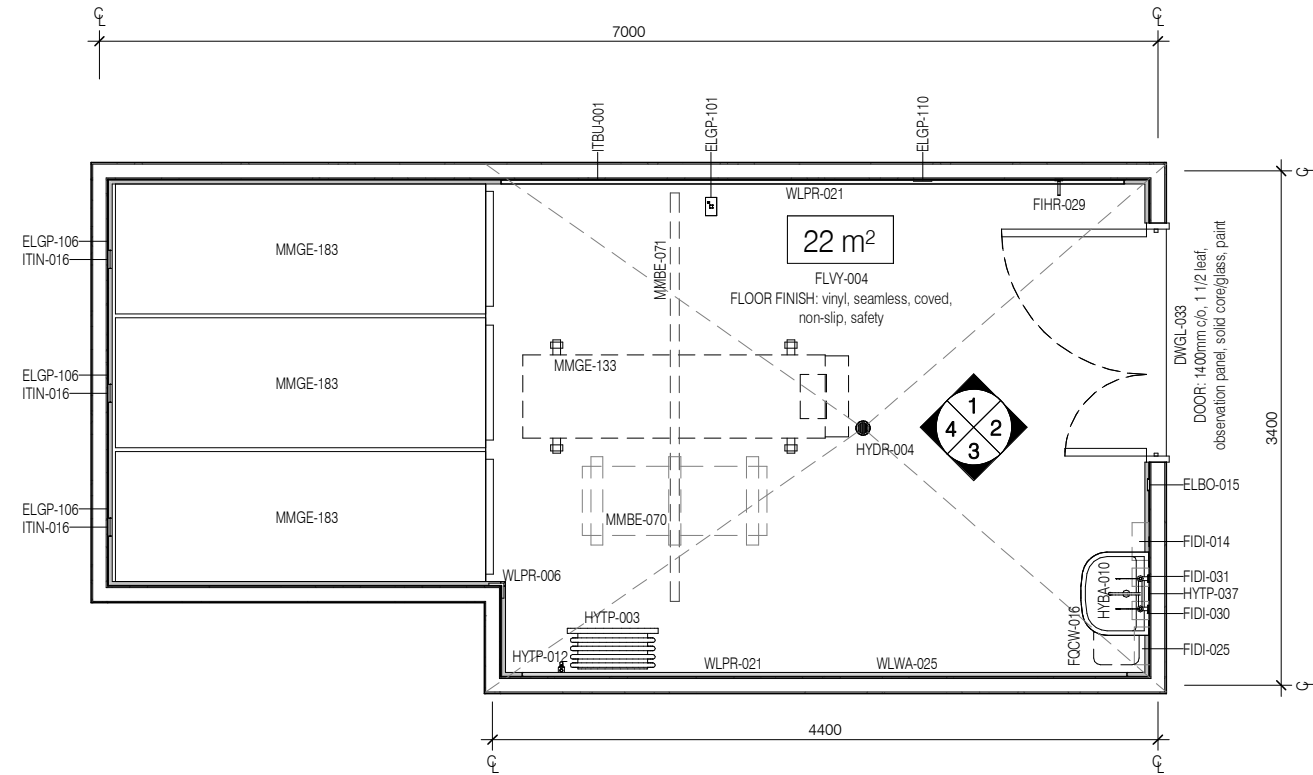 ℄
℄
7000
ITBU-001
ELGP-101
ELGP-110
℄
WLPR-021
FIHR-029
MMGE-183
ELGP-106
ITIN-016
MMBE-071
22 m²
FLVY-004
FLOOR FINISH: vinyl, seamless, coved,
non-slip, safety
DWGL-033
DOOR: 1400mm c/o, 1 1/2 leaf,
observation panel, solid core/glass, paint
MMGE-183
ELGP-106
ITIN-016
MMGE-133
1
4
2
3
3400
HYDR-004
MMGE-183
ELGP-106
ITIN-016
MMBE-070
ELBO-015
FIDI-014
WLPR-006
HYBA-010
FIDI-031
HYTP-037
FIDI-030
HYTP-003
FQCW-016
HYTP-012
WLPR-021
WLWA-025
FIDI-025
℄
4400
℄
℄